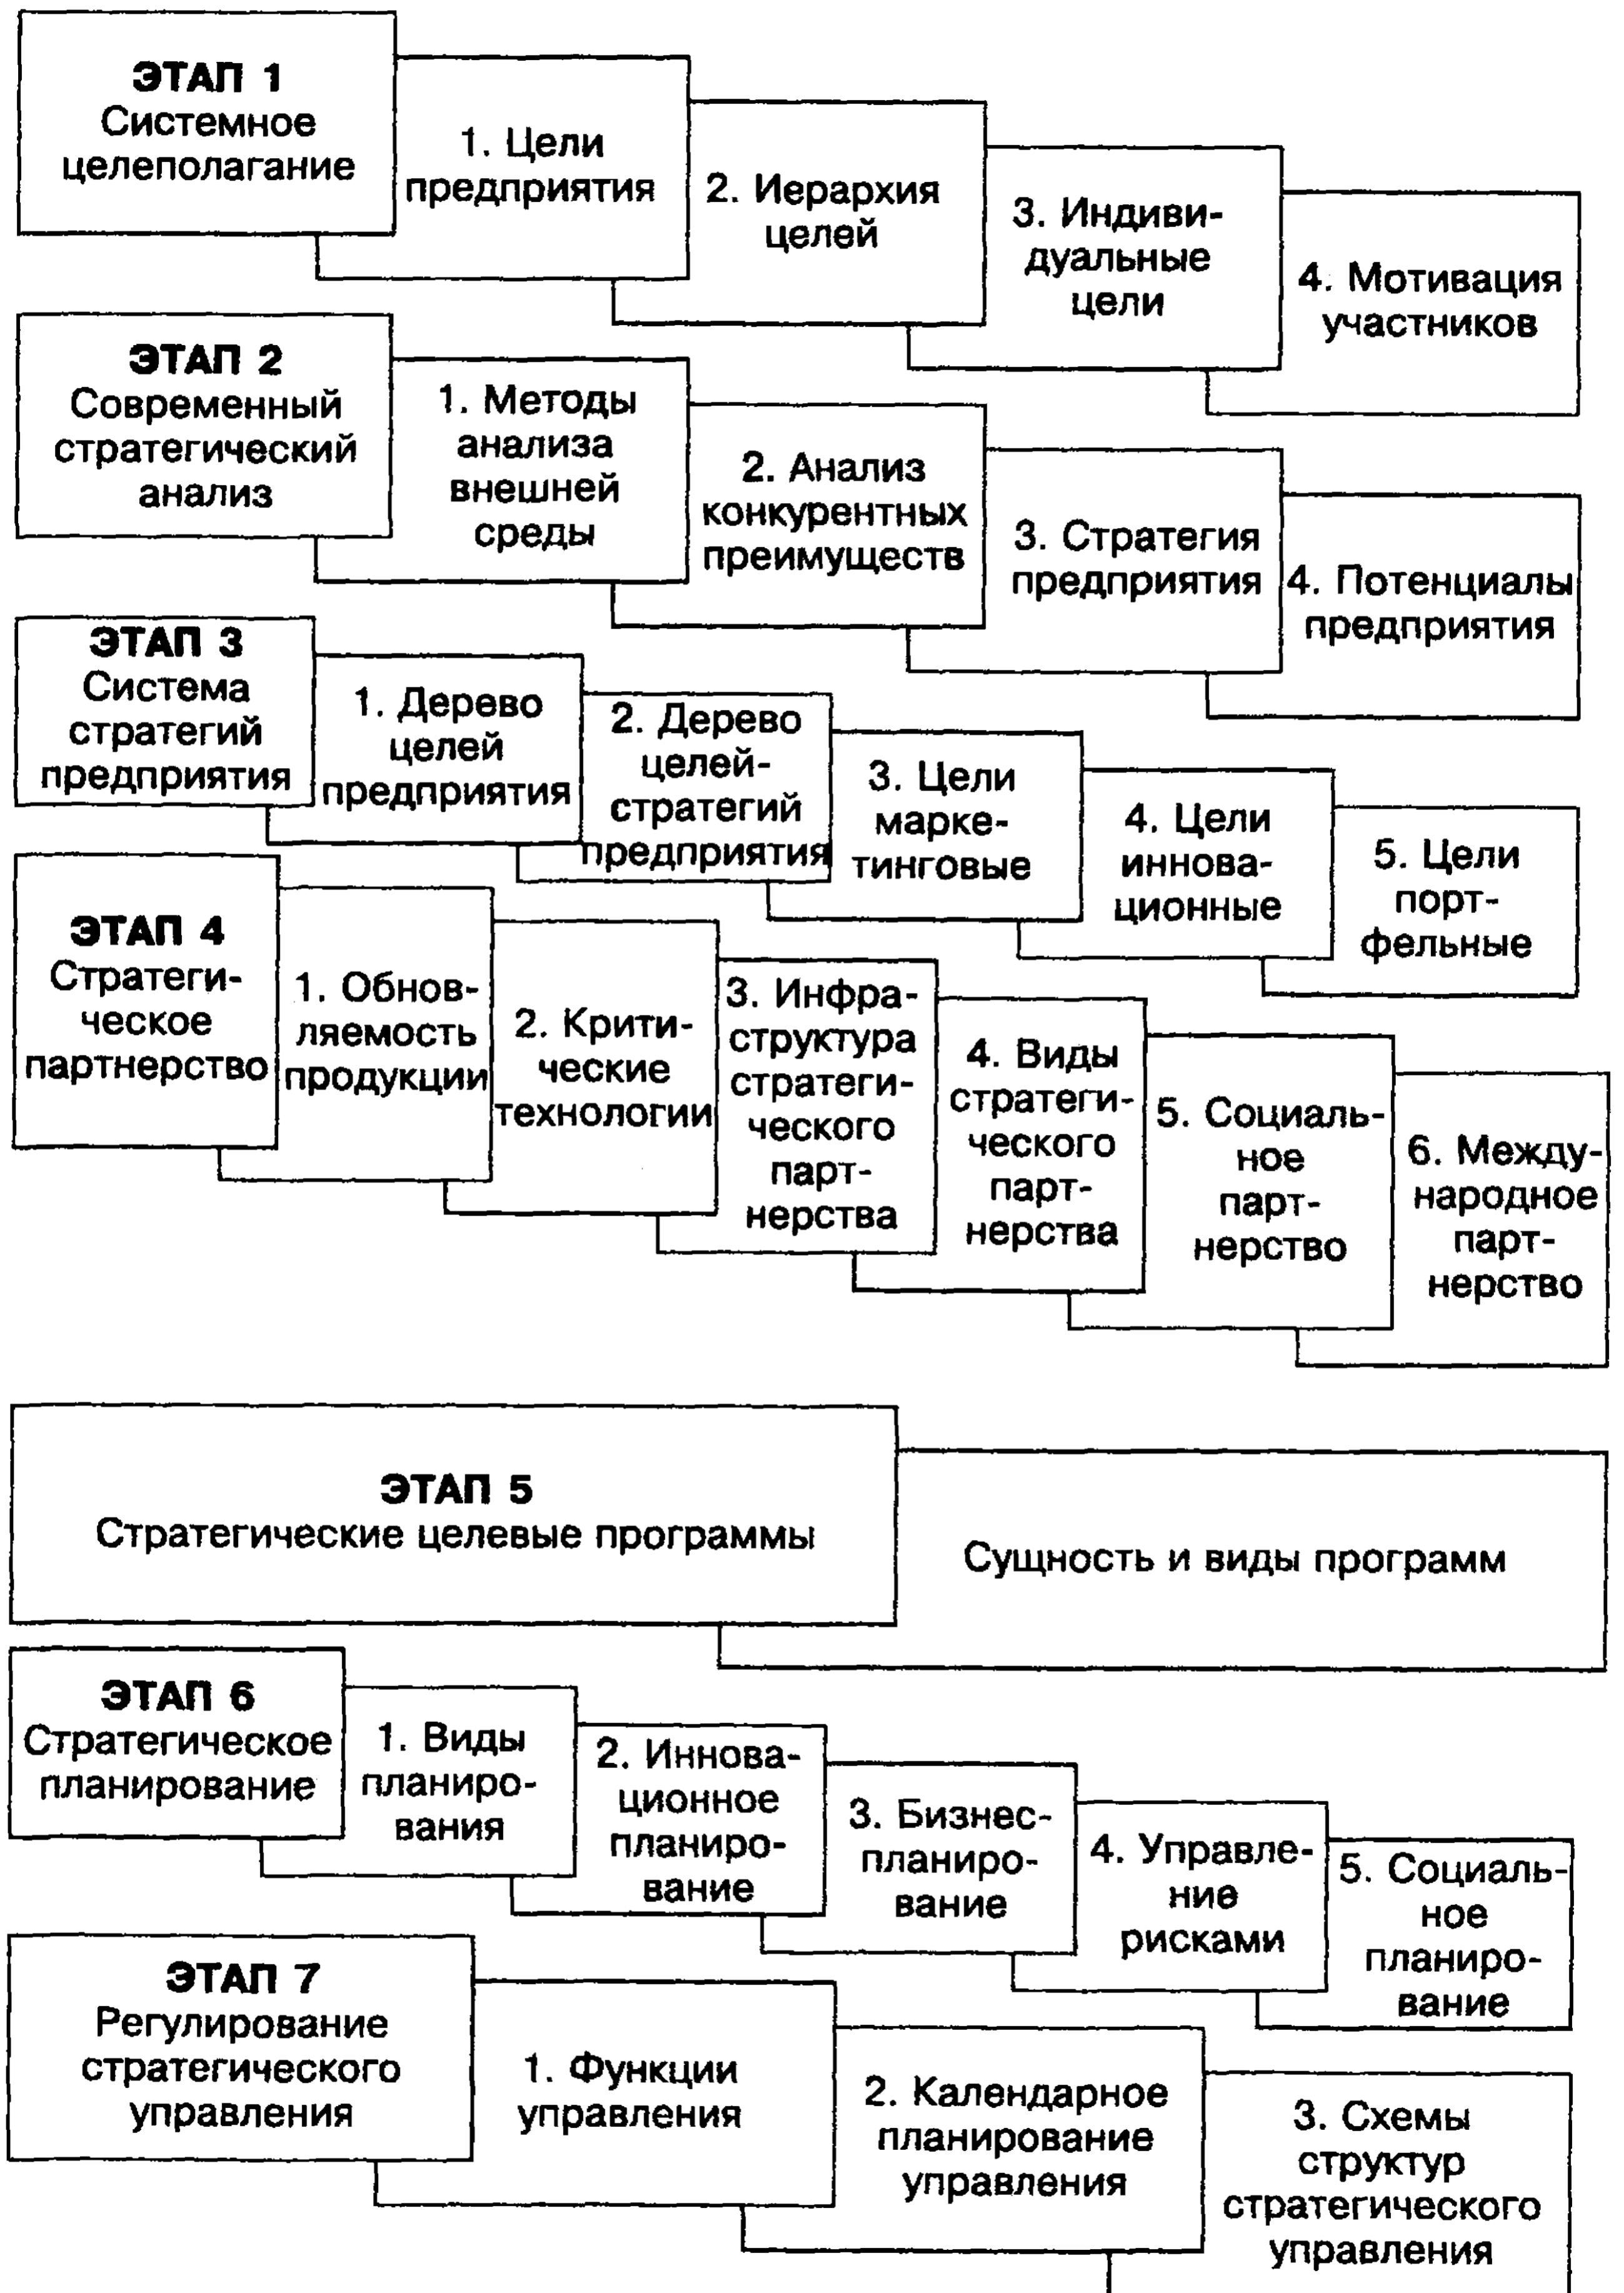 ЭТАП 1
Системное
целеполагание
1. Цели
предприятия
2. Иерархия
целей
3. Индиви-
дуальные
цели
4. Мотивация
участников
ЭТАП 2
Современный
стратегический
анализ
1. Методы
анализа
внешней
среды
2. Анализ
конкурентных
преимуществ
3. Стратегия
предприятия
4. Потенциалы
предприятия
ЭТАП 3
Система
стратегий
предприятия
1. Дерево
целей
предприятия
2. Дерево
целей-
стратегий
предприятия
3. Цели
марке-
тинговые
4. Цели
иннова-
ционные
5. Цели
порт-
фельные
ЭТАП 4
Стратеги-
ческое
партнерство
1. Обнов-
ляемость
продукции
2. Крити-
ческие
технологии
3. Инфра-
структура
стратеги-
ческого
парт-
нерства
4. Виды
стратеги-
ческого
парт-
нерства
5. Социаль-
ное
парт-
нерство
6. Между-
народное
парт-
нерство
ЭТАП 5
Стратегические целевые программы
Сущность и виды программ
ЭТАП 6
Стратегическое
планирование
1. Виды
планиро-
вания
2. Иннова-
ционное
планиро-
вание
3. Бизнес-
планиро-
вание
4. Управле-
ние
рисками
5. Социаль-
ное
планиро-
вание
ЭТАП 7
Регулирование
стратегического
управления
1. Функции
управления
2. Календарное
планирование
управления
3. Схемы
структур
стратегического
управления